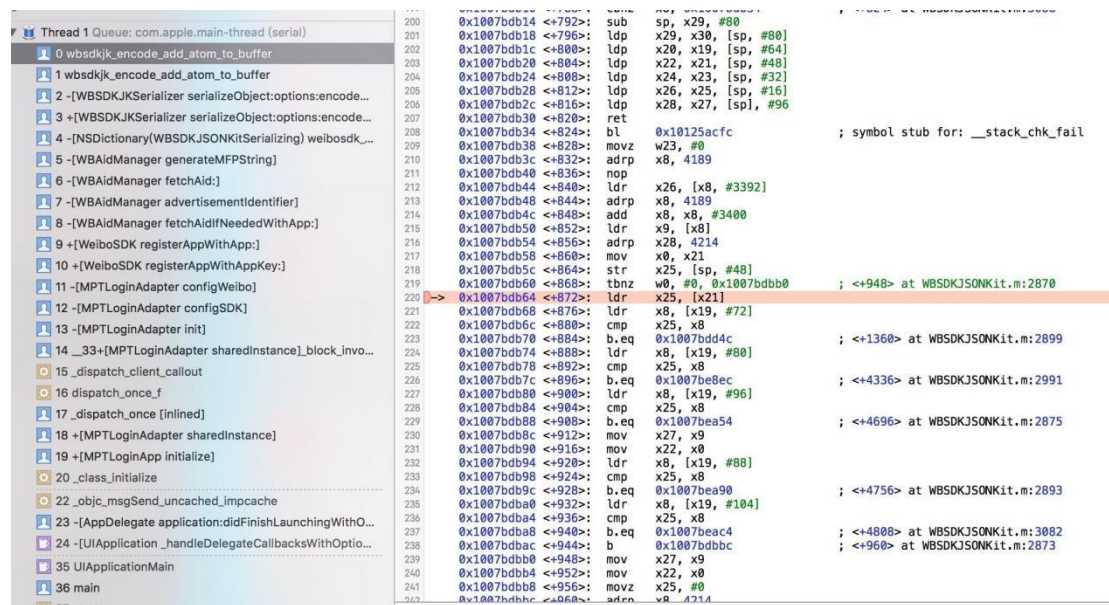 Thread 1 Queue: com.apple.main-thread (serial)
0 wbsdkjk_encode_add_atom_to_buffer
1 wbsdkjk_encode_add_atom_to_buffer
2 -[WBSDKJKSerializer serializeObject:options:encode...
3 +[WBSDKJKSerializer serializeObject:options:encode...
4 -[NSDictionary(WBSDKJSONKitSerializing) weibosdk_...
5 -[WBAidManager generateMFPString]
6 -[WBAidManager fetchAid:]
7 -[WBAidManager advertisementIdentifier]
8 -[WBAidManager fetchAidIfNeededWithApp:]
9 +[WeiboSDK registerAppWithApp:]
10 +[WeiboSDK registerAppWithAppKey:]
11 -[MPTLoginAdapter configWeibo]
12 -[MPTLoginAdapter configSDK]
13 -[MPTLoginAdapter init]
14 __33+[MPTLoginAdapter sharedInstance]_block_invo...
15 _dispatch_client_callout
16 dispatch_once_f
17 _dispatch_once [inlined]
18 +[MPTLoginAdapter sharedInstance]
19 +[MPTLoginApp initialize]
20 _class_initialize
22 _objc_msgSend_uncached_impcache
23 -[AppDelegate application:didFinishLaunchingWithO...
24 -[UIApplication _handleDelegateCallbacksWithOptio...
35 UIApplicationMain
36 main
200 0x1007bdb14 <+792>: sub sp, x29, #80
201 0x1007bdb18 <+796>: ldp x29, x30, [sp, #80]
202 0x1007bdb1c <+800>: ldp x20, x19, [sp, #64]
203 0x1007bdb20 <+804>: ldp x22, x21, [sp, #48]
204 0x1007bdb24 <+808>: ldp x24, x23, [sp, #32]
205 0x1007bdb28 <+812>: ldp x26, x25, [sp, #16]
206 0x1007bdb2c <+816>: ldp x28, x27, [sp], #96
207 0x1007bdb30 <+820>: ret
208 0x1007bdb34 <+824>: bl 0x10125acfc ; symbol stub for: __stack_chk_fail
209 0x1007bdb38 <+828>: movz w23, #0
210 0x1007bdb3c <+832>: adrp x8, 4189
211 0x1007bdb40 <+836>: nop
212 0x1007bdb44 <+840>: ldr x26, [x8, #3392]
213 0x1007bdb48 <+844>: adrp x8, 4189
214 0x1007bdb4c <+848>: add x8, x8, #3400
215 0x1007bdb50 <+852>: ldr x9, [x8]
216 0x1007bdb54 <+856>: adrp x28, 4214
217 0x1007bdb58 <+860>: mov x0, x21
218 0x1007bdb5c <+864>: str x25, [sp, #48]
219 0x1007bdb60 <+868>: tbnz w0, #0, 0x1007bdbb0 ; <+948> at WBSDKJSONKit.m:2870
220 -> 0x1007bdb64 <+872>: ldr x25, [x21]
221 0x1007bdb68 <+876>: ldr x8, [x19, #72]
222 0x1007bdb6c <+880>: cmp x25, x8
223 0x1007bdb70 <+884>: b.eq 0x1007bdd4c ; <+1360> at WBSDKJSONKit.m:2899
224 0x1007bdb74 <+888>: ldr x8, [x19, #80]
225 0x1007bdb78 <+892>: cmp x25, x8
226 0x1007bdb7c <+896>: b.eq 0x1007be8ec ; <+4336> at WBSDKJSONKit.m:2991
227 0x1007bdb80 <+900>: ldr x8, [x19, #96]
228 0x1007bdb84 <+904>: cmp x25, x8
229 0x1007bdb88 <+908>: b.eq 0x1007bea54 ; <+4696> at WBSDKJSONKit.m:2875
230 0x1007bdb8c <+912>: mov x27, x9
231 0x1007bdb90 <+916>: mov x22, x0
232 0x1007bdb94 <+920>: ldr x8, [x19, #88]
233 0x1007bdb98 <+924>: cmp x25, x8
234 0x1007bdb9c <+928>: b.eq 0x1007bea90 ; <+4756> at WBSDKJSONKit.m:2893
235 0x1007bdba0 <+932>: ldr x8, [x19, #104]
236 0x1007bdba4 <+936>: cmp x25, x8
237 0x1007bdba8 <+940>: b.eq 0x1007beac4 ; <+4808> at WBSDKJSONKit.m:3082
238 0x1007bdbac <+944>: b 0x1007bdbbc ; <+960> at WBSDKJSONKit.m:2873
239 0x1007bdbb0 <+948>: mov x27, x9
240 0x1007bdbb4 <+952>: mov x22, x0
241 0x1007bdbb8 <+956>: movz x25, #0
242 0x1007bdbbc <+960>: adrp x8, 4214